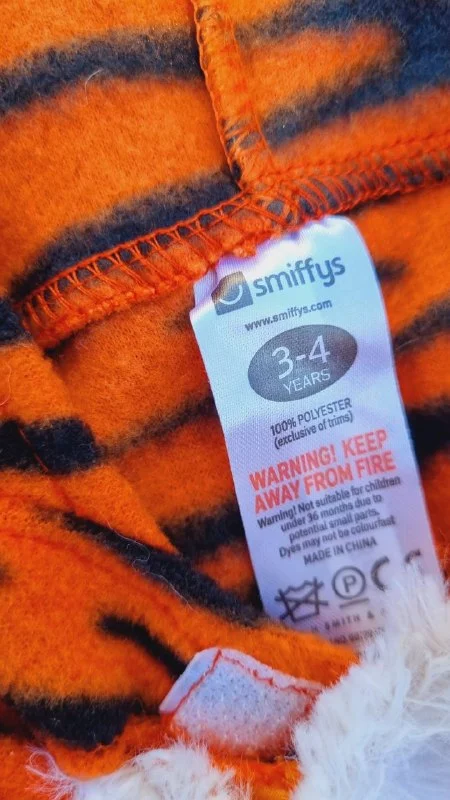 smiffys
www.smiffys.com
3-4
YEARS
100% POLYESTER
(exclusive of trims)
WARNING! KEEP
AWAY FROM FIRE
Warning! Not suitable for children
under 36 months due to
potential small parts.
Dyes may not be colourfast
MADE IN CHINA
P CE
SMITH &